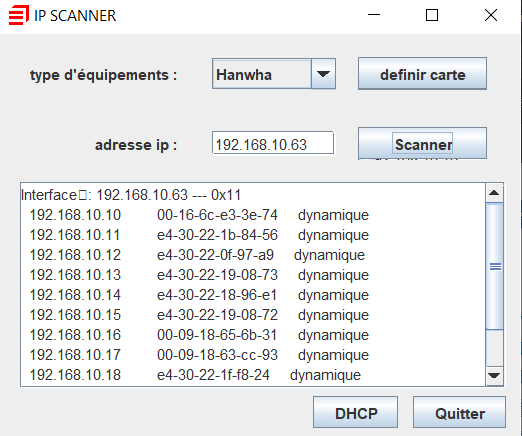 IP SCANNER
type d'équipements : Hanwha definir carte
adresse ip : 192.168.10.63 Scanner
Interface▯: 192.168.10.63 --- 0x11
192.168.10.10 00-16-6c-e3-3e-74 dynamique
192.168.10.11 e4-30-22-1b-84-56 dynamique
192.168.10.12 e4-30-22-0f-97-a9 dynamique
192.168.10.13 e4-30-22-19-08-73 dynamique
192.168.10.14 e4-30-22-18-96-e1 dynamique
192.168.10.15 e4-30-22-19-08-72 dynamique
192.168.10.16 00-09-18-65-6b-31 dynamique
192.168.10.17 00-09-18-63-cc-93 dynamique
192.168.10.18 e4-30-22-1f-f8-24 dynamique
DHCP Quitter